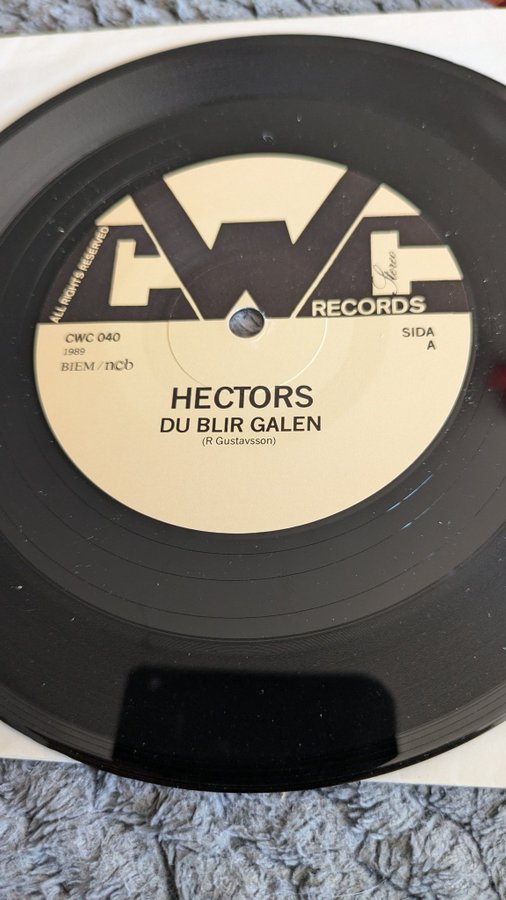 CWC
Stereo
ALL RIGHTS RESERVED
RECORDS
CWC 040
SIDA
1989
A
BIEM/ncb
HECTORS
DU BLIR GALEN
(R Gustavsson)